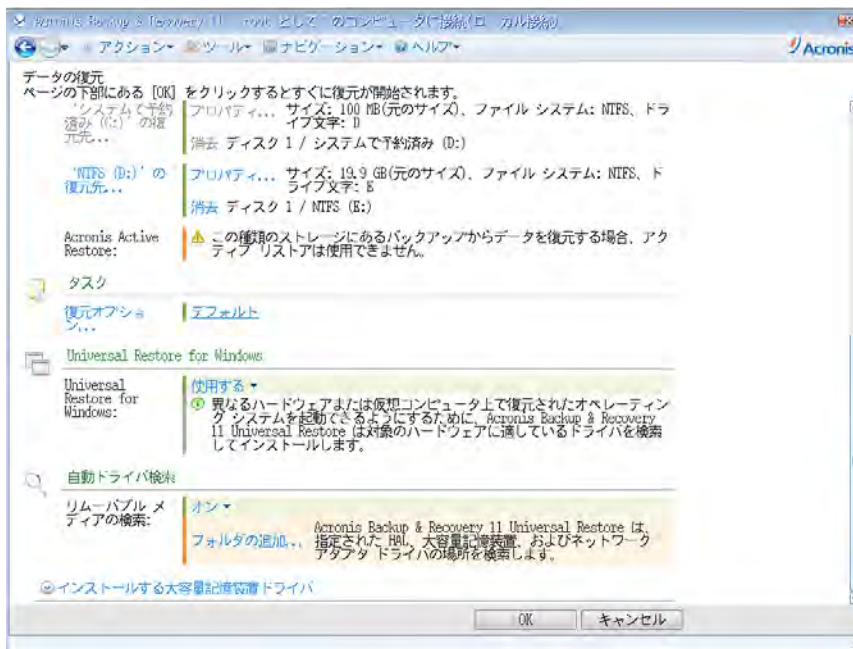 Acronis Backup & Recovery 11 root として のコンピュータに接続(ローカル接続)
アクション ツール ナビゲーション ヘルプ
Acronis
データの復元
ページの下部にある [OK] をクリックするとすぐに復元が開始されます。
'システムで予約済み (C:)' の復元先...
プロパティ... サイズ: 100 MB(元のサイズ)、ファイル システム: NTFS、ドラ
イブ文字: D
消去 ディスク 1 / システムで予約済み (D:)
'NTFS (D:)' の
復元先...
プロパティ... サイズ: 19.9 GB(元のサイズ)、ファイル システム: NTFS、ド
ライブ文字: E
消去 ディスク 1 / NTFS (E:)
Acronis Active
Restore:
この種類のストレージにあるバックアップからデータを復元する場合、アク
ティブ リストアは使用できません。
タスク
復元オプショ
ン...
デフォルト
Universal Restore for Windows
Universal
Restore for
Windows:
使用する
異なるハードウェアまたは仮想コンピュータ上で復元されたオペレーティン
グ システムを起動できるようにするために、Acronis Backup & Recovery
11 Universal Restore は対象のハードウェアに適しているドライバを検索
してインストールします。
自動ドライバ検索
リムーバブル メ
ディアの検索:
オン
フォルダの追加...
Acronis Backup & Recovery 11 Universal Restore は、
指定された HAL、大容量記憶装置、およびネットワーク
アダプタ ドライバの場所を検索します。
インストールする大容量記憶装置ドライバ
OK
キャンセル